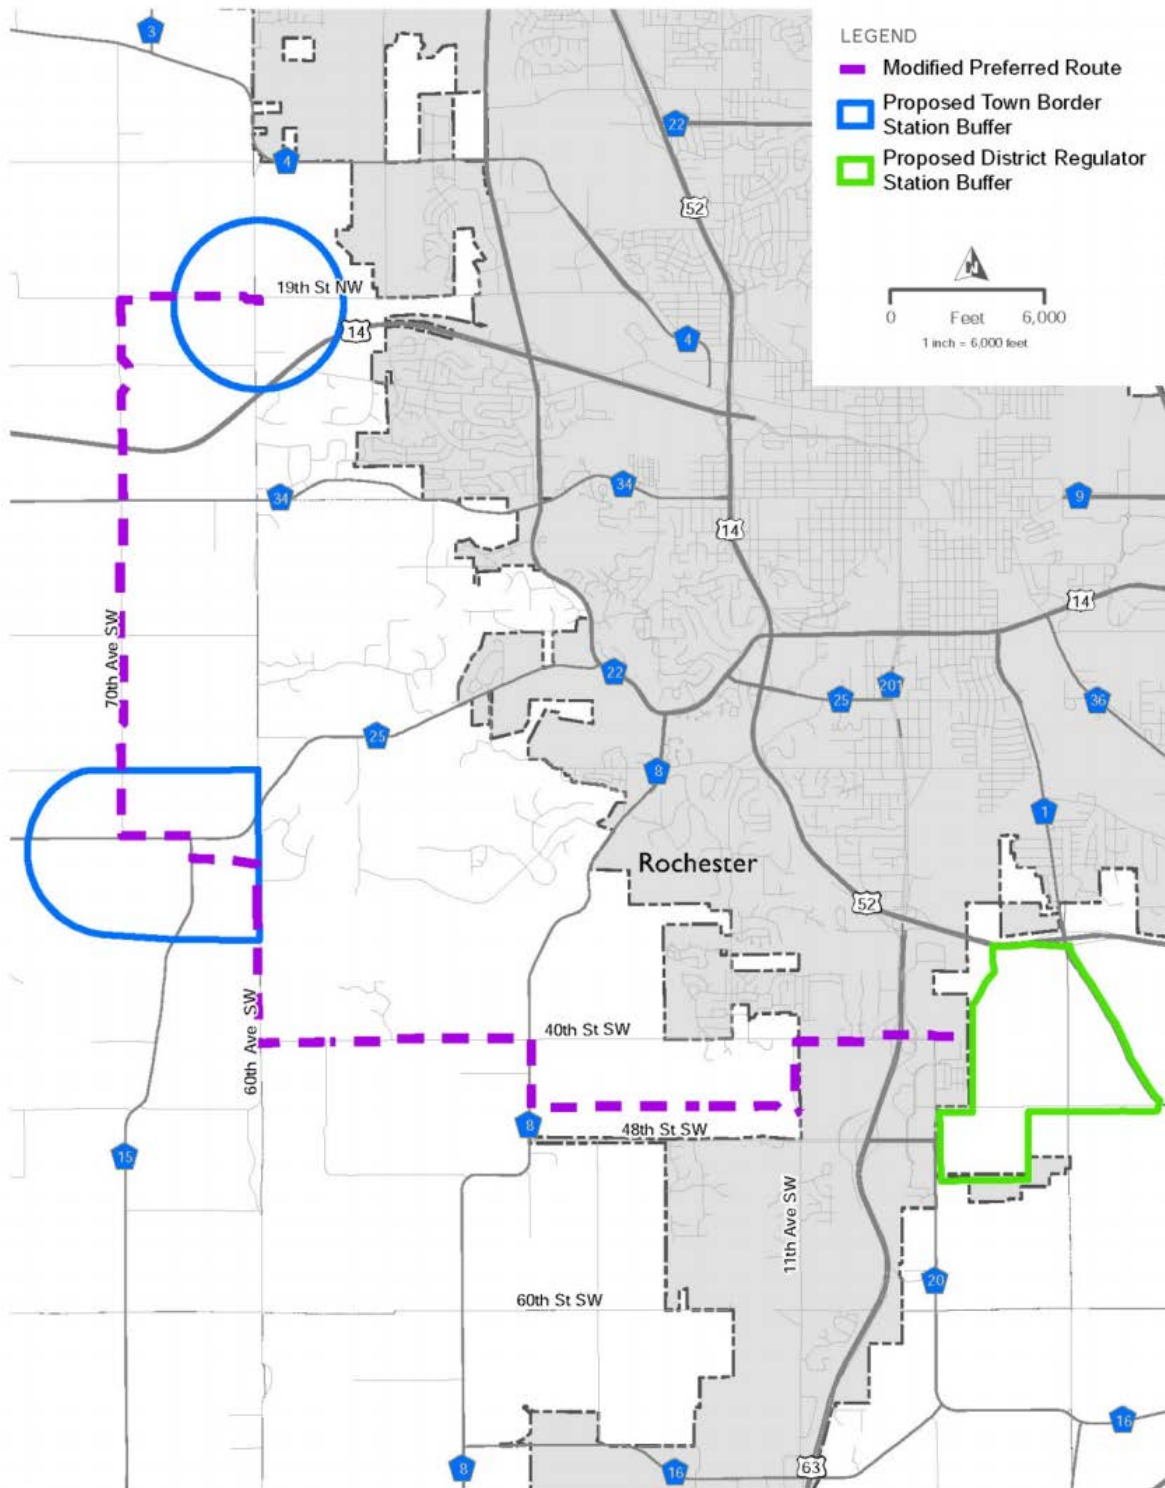 LEGEND
Modified Preferred Route
Proposed Town Border
Station Buffer
Proposed District Regulator
Station Buffer
N
0 Feet 6,000
1 inch = 6,000 feet
3
22
4
52
19th St NW
14
4
34
34
9
14
14
70th Ave SW
22
201
25
36
25
8
1
Rochester
52
60th Ave SW
40th St SW
8
48th St SW
15
11th Ave SW
20
60th St SW
16
8
16
63